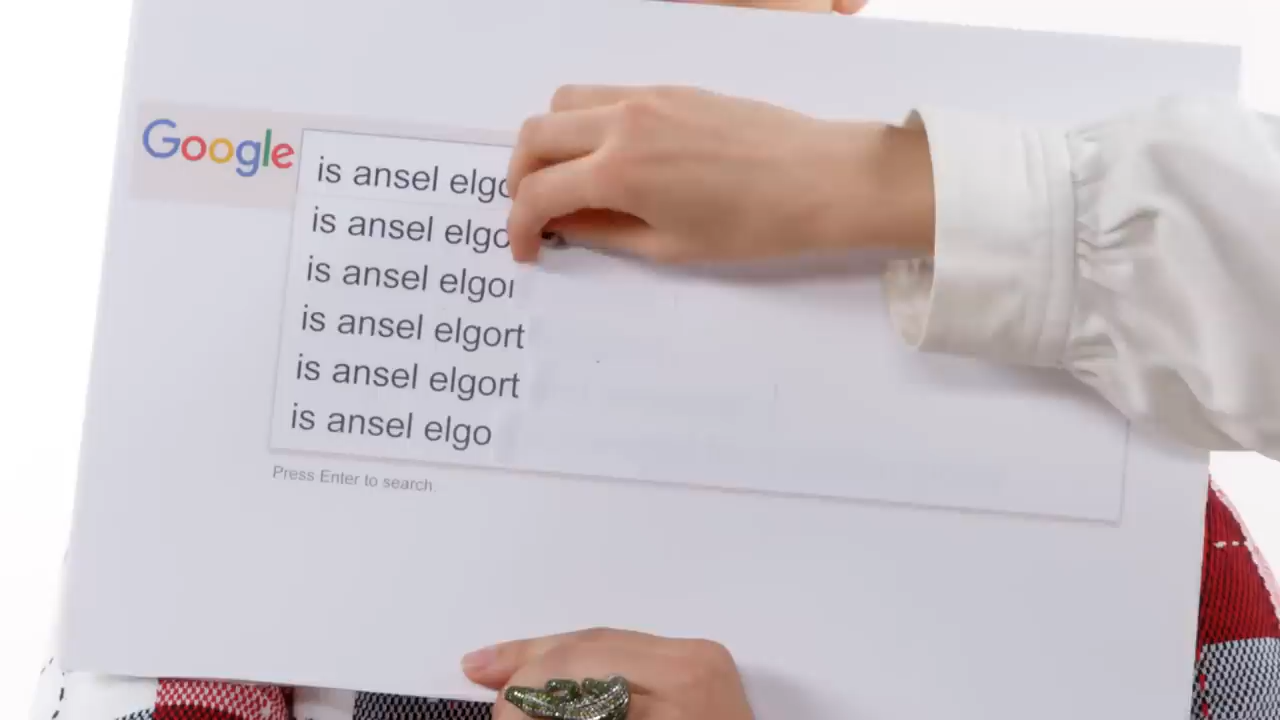 Google
is ansel elgo
is ansel elgo
is ansel elgor
is ansel elgort
is ansel elgort
is ansel elgo
Press Enter to search.